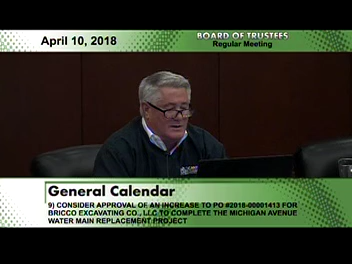 April 10, 2018
BOARD OF TRUSTEES
Regular Meeting
General Calendar
9) CONSIDER APPROVAL OF AN INCREASE TO PO #2018-00001413 FOR
BRICCO EXCAVATING CO., LLC TO COMPLETE THE MICHIGAN AVENUE
WATER MAIN REPLACEMENT PROJECT